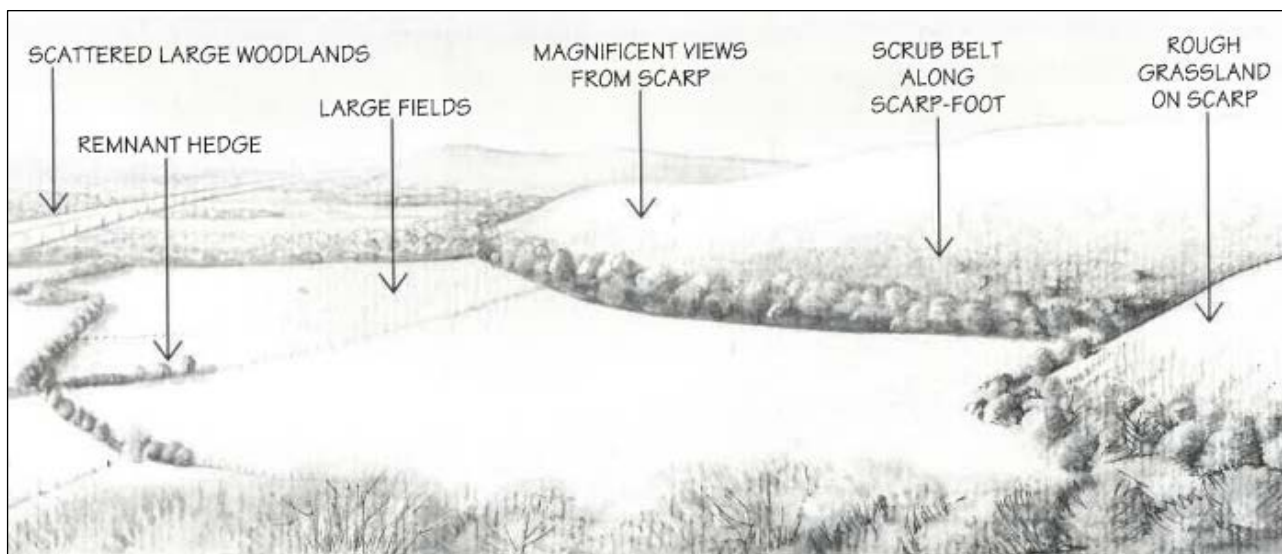 SCATTERED LARGE WOODLANDS
REMNANT HEDGE
LARGE FIELDS
MAGNIFICENT VIEWS
FROM SCARP
SCRUB BELT
ALONG
SCARP-FOOT
ROUGH
GRASSLAND
ON SCARP